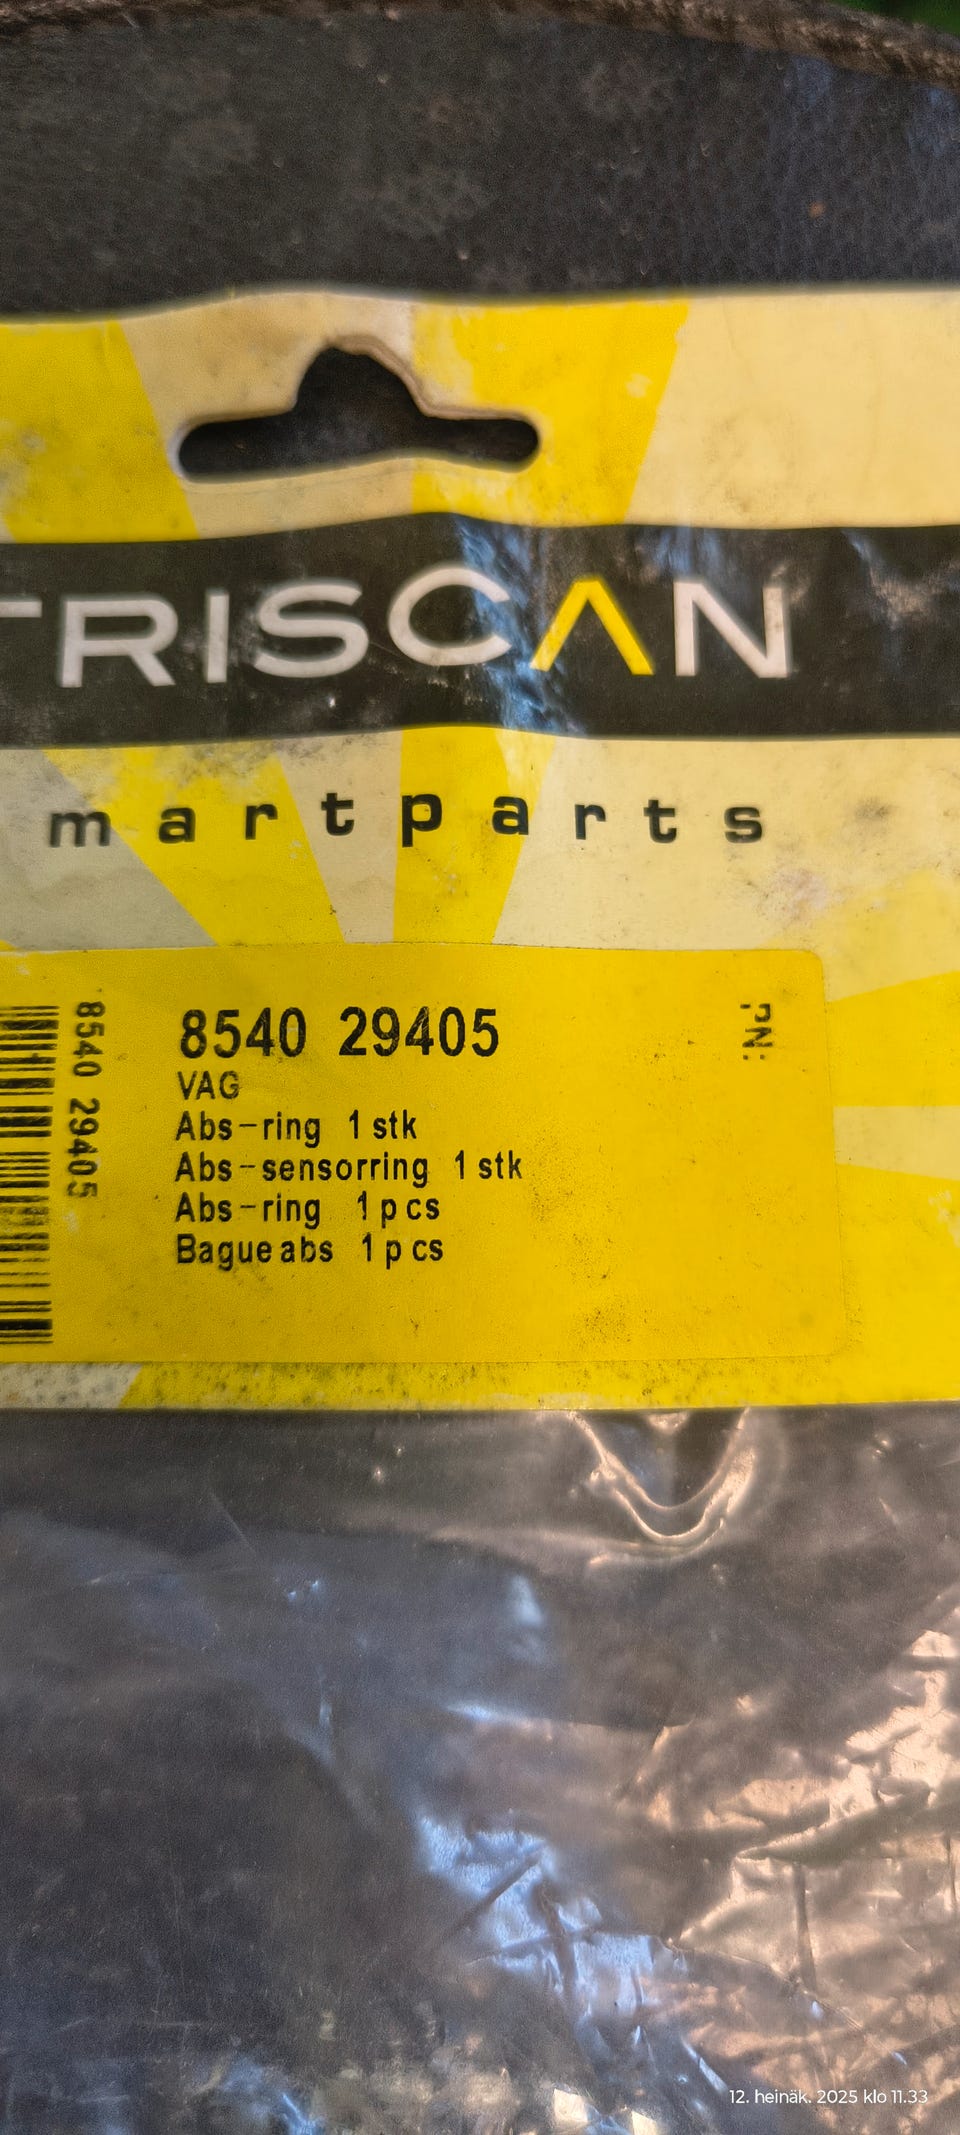 TRISCAN
martparts
8540 29405
8540 29405
VAG
Abs-ring 1 stk
Abs-sensorring 1 stk
Abs-ring 1 pcs
Bague abs 1 pcs
PN:
12. heinäk. 2025 klo 11.33